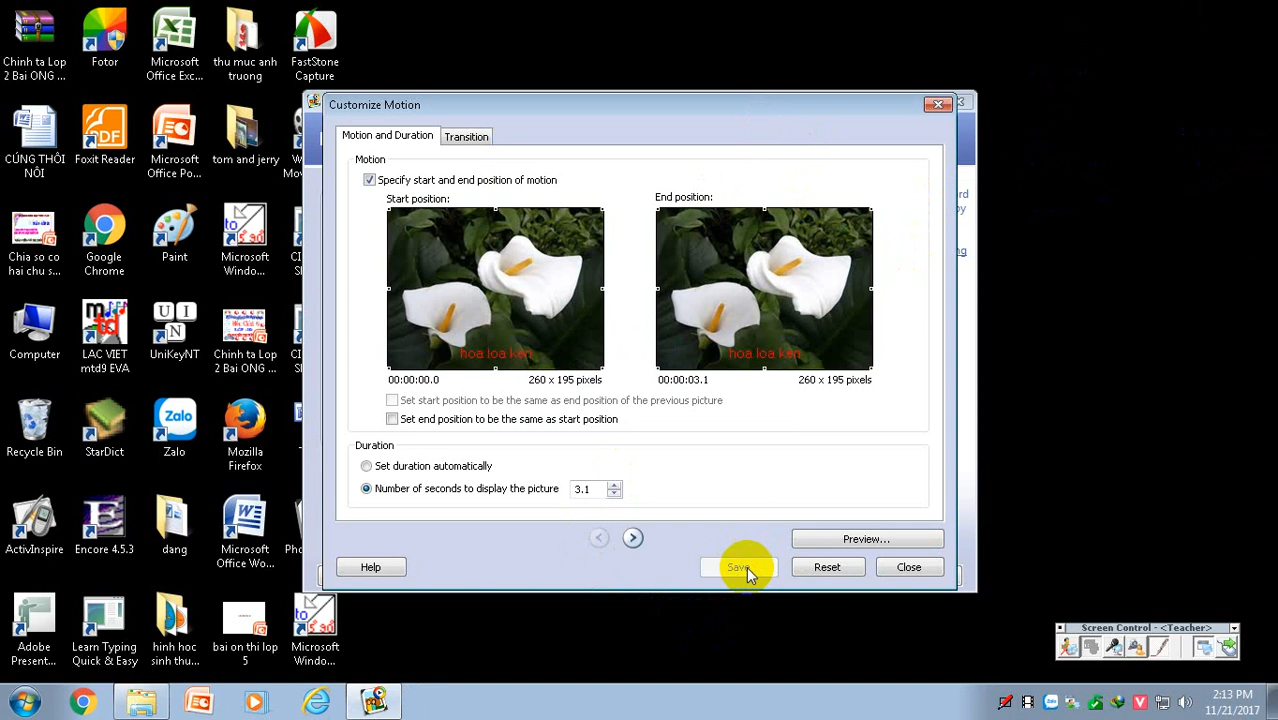 Chinh ta Lop
2 Bai ONG ...
Fotor
Microsoft
Office Exc...
thu muc anh
truong
FastStone
Capture
CÚNG THÔI
NÔI
Foxit Reader
Microsoft
Office Po...
tom and jerry
Chia so co
hai chu s...
Google
Chrome
Paint
Microsoft
Windo...
Computer
LAC VIET
mtd9 EVA
UniKeyNT
Chinh ta Lop
2 Bai ONG ...
Recycle Bin
StarDict
Zalo
Mozilla
Firefox
ActivInspire
Encore 4.5.3
dang
Microsoft
Office Wo...
Adobe
Presen...
Learn Typing
Quick & Easy
hinh hoc
sinh thu...
bai on thi lop
5
Microsoft
Windo...
Customize Motion
Motion and Duration
Transition
Motion
Specify start and end position of motion
Start position:
End position:
hoa loa ken
hoa loa ken
00:00:00.0
260 x 195 pixels
00:00:03.1
260 x 195 pixels
Set start position to be the same as end position of the previous picture
Set end position to be the same as start position
Duration
Set duration automatically
Number of seconds to display the picture
3.1
Preview...
Help
Save
Reset
Close
Screen Control - <Teacher>
2:13 PM
11/21/2017